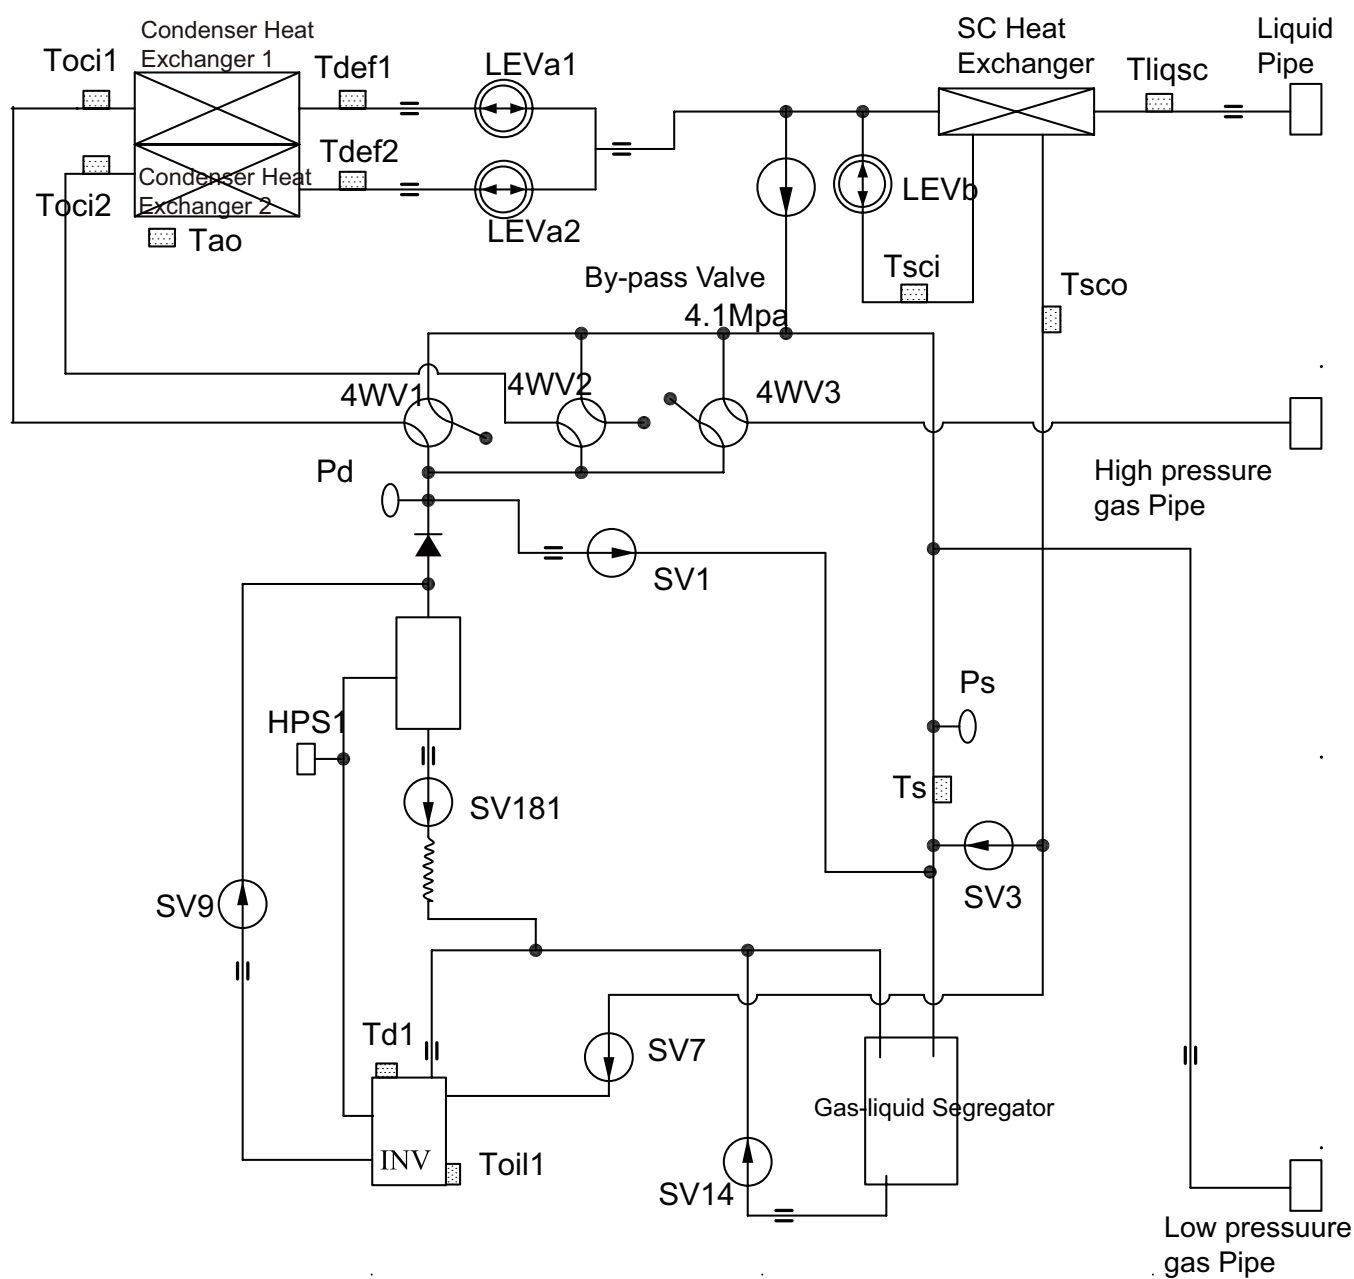 Condenser Heat
Exchanger 1
SC Heat
Exchanger
Liquid
Pipe
Toci1
Tdef1
LEVa1
Tliqsc
Tdef2
Condenser Heat
Exchanger 2
Toci2
LEVb
Tao
LEVa2
By-pass Valve
4.1Mpa
Tsci
Tsco
4WV1
4WV2
4WV3
Pd
High pressure
gas Pipe
SV1
HPS1
Ps
Ts
SV181
SV9
SV3
Td1
SV7
Gas-liquid Segregator
INV
Toil1
SV14
Low pressuure
gas Pipe